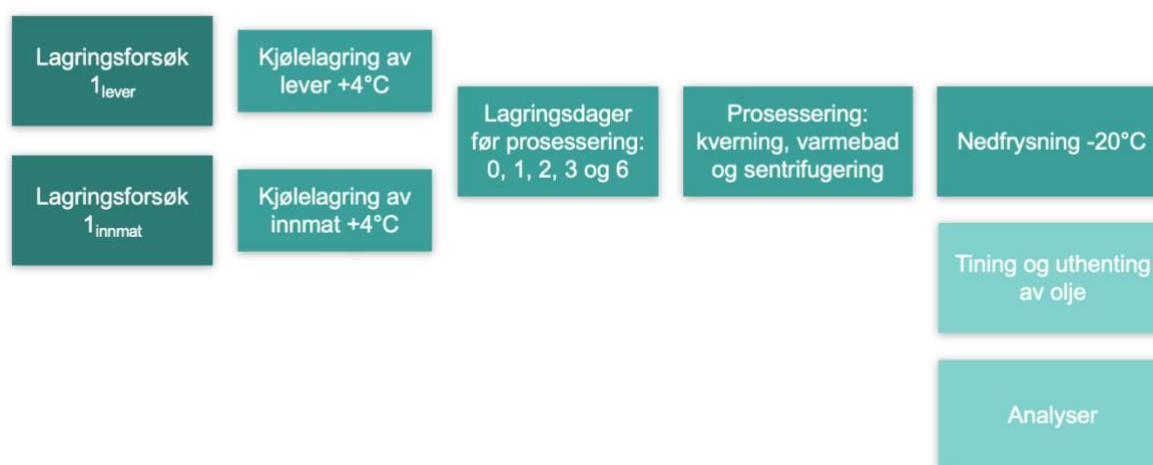 Lagringsforsøk
1lever
Kjølelagring av
lever +4°C
Lagringsforsøk
1innmat
Kjølelagring av
innmat +4°C
Lagringsdager
før prosessering:
0, 1, 2, 3 og 6
Prosessering:
kverning, varmebad
og sentrifugering
Nedfrysning -20°C
Tining og uthenting
av olje
Analyser